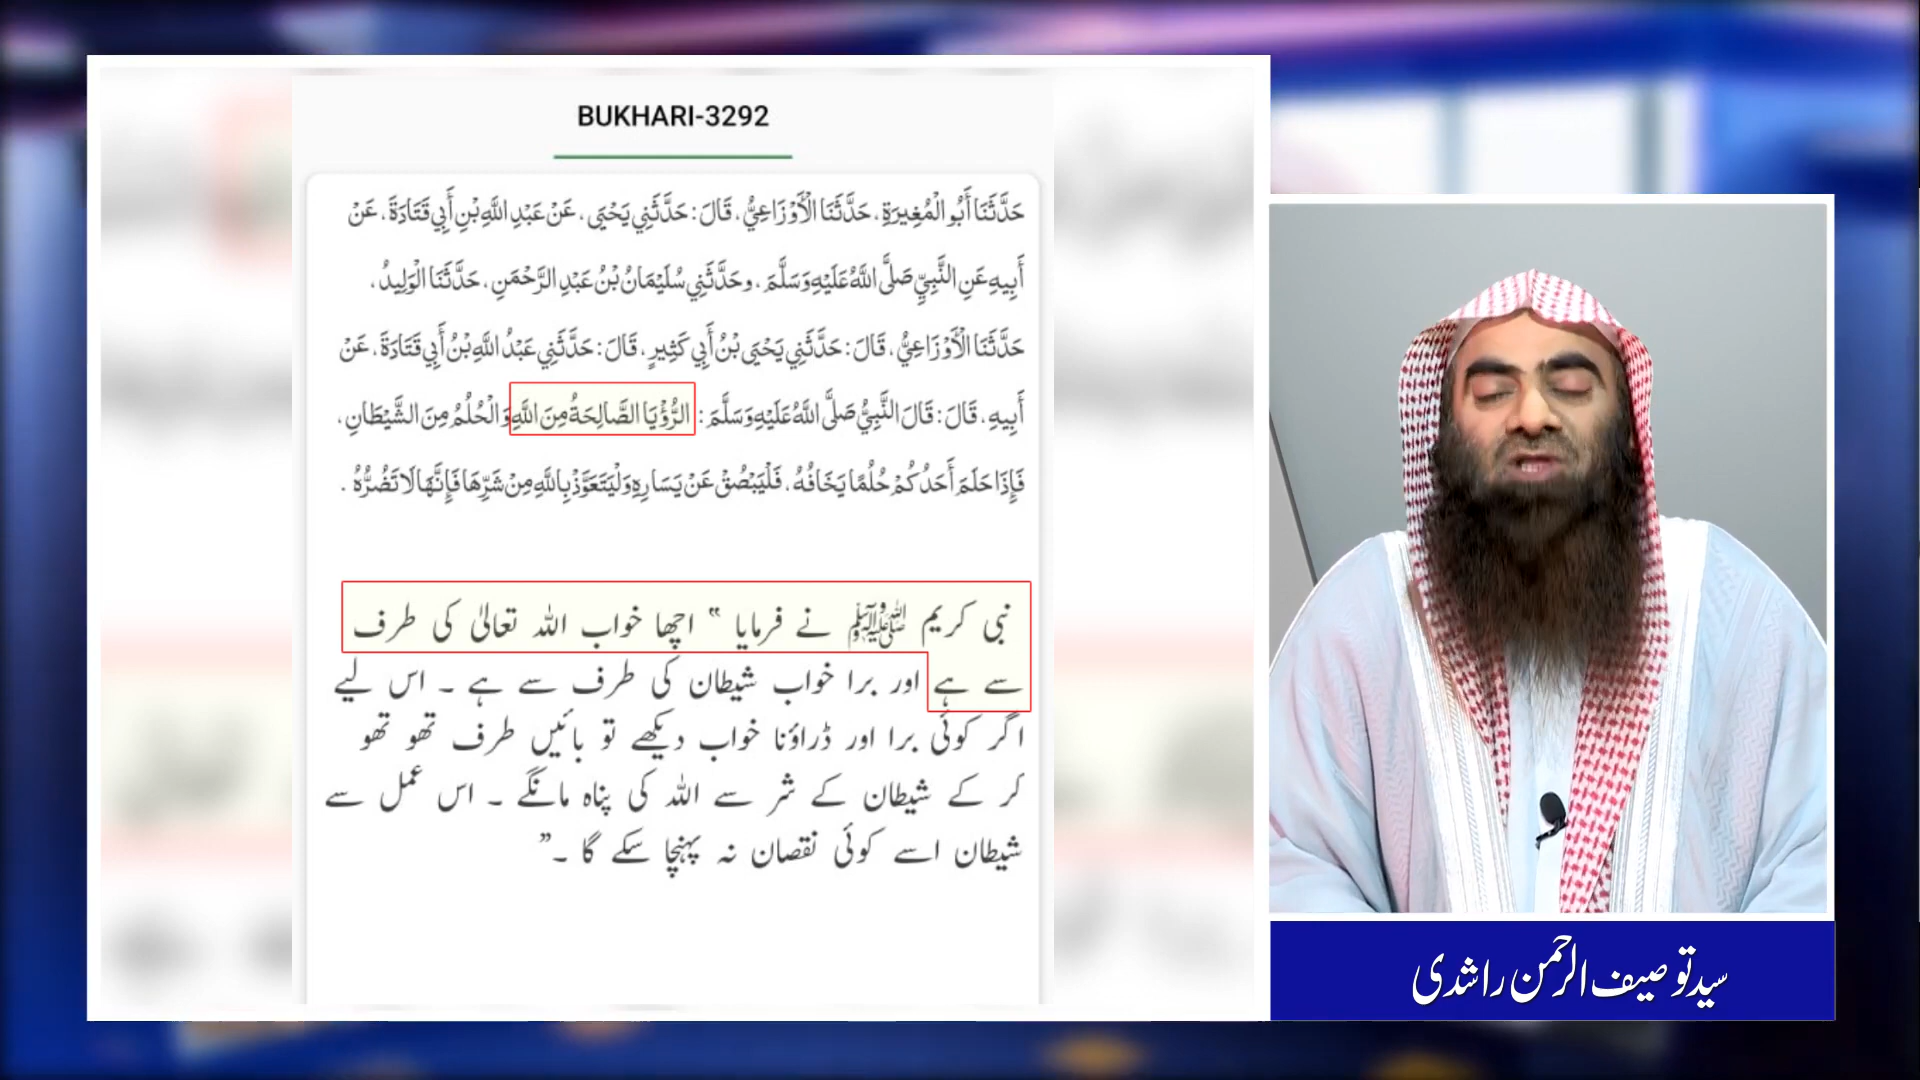 BUKHARI-3292
حَدَّثَنَا أَبُو الْمُغِيرَةِ، حَدَّثَنَا الْأَوْزَاعِيُّ، قَالَ: حَدَّثَنِي يَحْيَى، عَنْ عَبْدِ اللَّهِ بْنِ أَبِي قَتَادَةَ، عَنْ
أَبِيهِ عَنِ النَّبِيِّ صَلَّى اللَّهُ عَلَيْهِ وَسَلَّمَ، وحَدَّثَنِي سُلَيْمَانُ بْنُ عَبْدِ الرَّحْمَنِ، حَدَّثَنَا الْوَلِيدُ،
حَدَّثَنَا الْأَوْزَاعِيُّ، قَالَ: حَدَّثَنِي يَحْيَى بْنُ أَبِي كَثِيرٍ، قَالَ: حَدَّثَنِي عَبْدُ اللَّهِ بْنُ أَبِي قَتَادَةَ، عَنْ
أَبِيهِ، قَالَ: قَالَ النَّبِيُّ صَلَّى اللَّهُ عَلَيْهِ وَسَلَّمَ: الرُّؤْيَا الصَّالِحَةُ مِنَ اللَّهِ وَالْحُلُمُ مِنَ الشَّيْطَانِ،
فَإِذَا حَلَمَ أَحَدُكُمْ حُلُمًا يَخَافُهُ، فَلْيَبْصُقْ عَنْ يَسَارِهِ وَلْيَتَعَوَّذْ بِاللَّهِ مِنْ شَرِّهَا فَإِنَّهَا لَا تَضُرُّهُ .
نبی کریم ﷺ نے فرمایا ‟ اچھا خواب اللہ تعالیٰ کی طرف
سے ہے اور برا خواب شیطان کی طرف سے ہے ۔ اس لیے
اگر کوئی برا اور ڈراؤنا خواب دیکھے تو بائیں طرف تھو تھو
کر کے شیطان کے شر سے اللہ کی پناہ مانگے ۔ اس عمل سے
شیطان اسے کوئی نقصان نہ پہنچا سکے گا ۔”
سید توصیف الرحمن راشدی